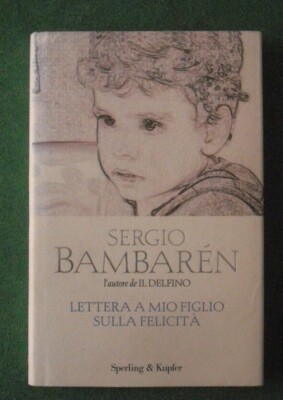 SERGIO
BAMBARÉN
l'autore de IL DELFINO
LETTERA A MIO FIGLIO
SULLA FELICITÀ
Sperling & Kupfer